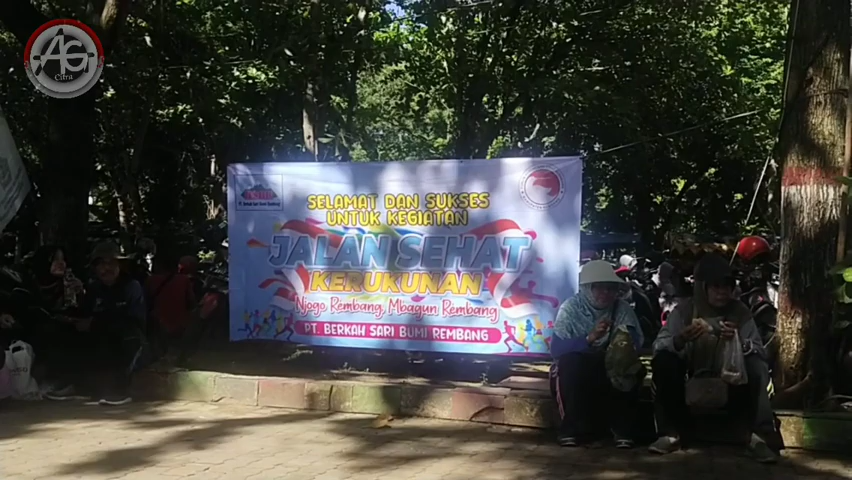 AG
Citra
SELAMAT DAN SUKSES
UNTUK KEGIATAN
JALAN SEHAT
KERUKUNAN
Njogo Rembang, Mbagun Rembang
PT. BERKAH SARI BUMI REMBANG